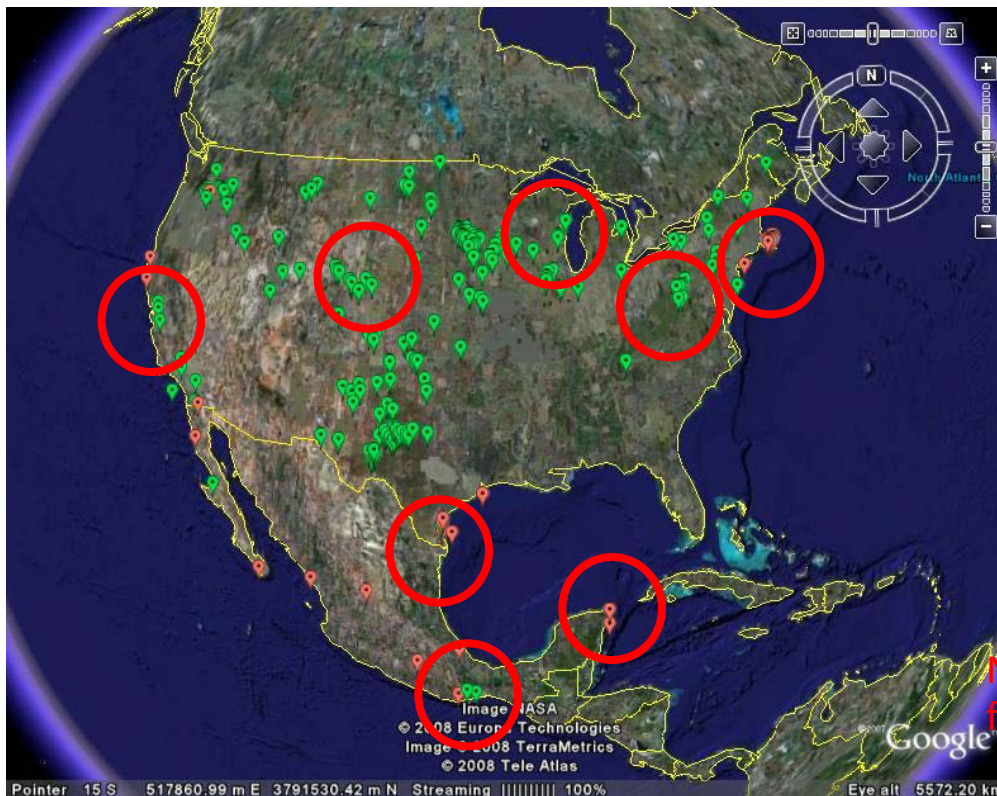 N
North Atlantic
N
f
Image NASA
© 2008 Europa Technologies
Image © 2008 TerraMetrics
© 2008 Tele Atlas
Google
Pointer 15 S 517860.99 m E 3791530.42 m N Streaming |||||||||| 100% Eye alt 5572.20 km